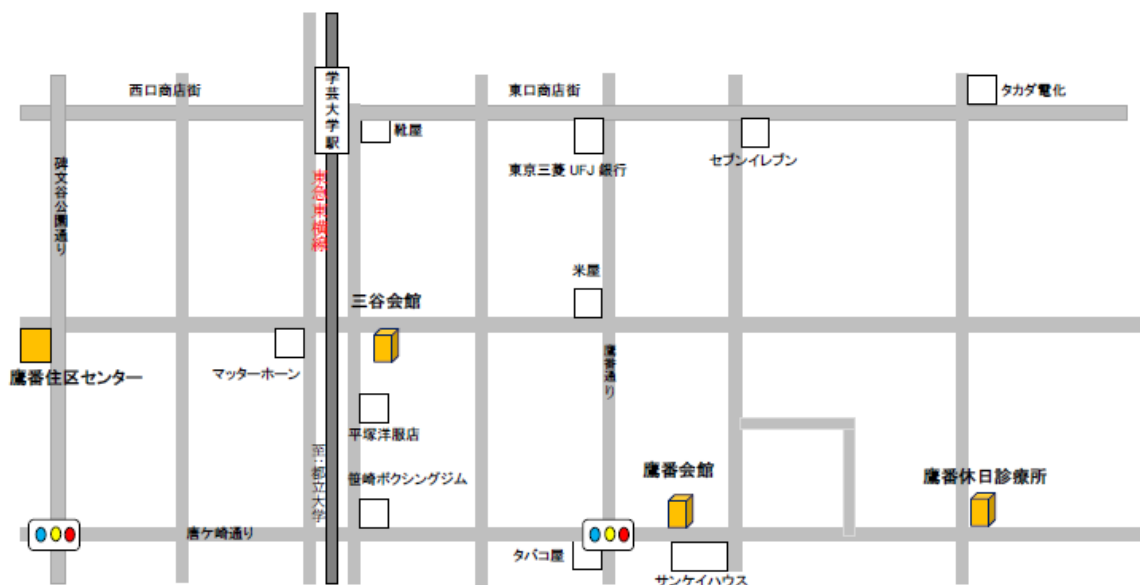 西口商店街
東口商店街
タカダ電化
学芸大学駅
靴屋
東京三菱 UFJ 銀行
セブンイレブン
碑文谷公園通り
東急東横線
米屋
三谷会館
鷹番住区センター
マッターホーン
鷹番通り
平塚洋服店
至:都立大学
笹崎ボクシングジム
鷹番会館
鷹番休日診療所
唐ケ崎通り
タバコ屋
サンケイハウス